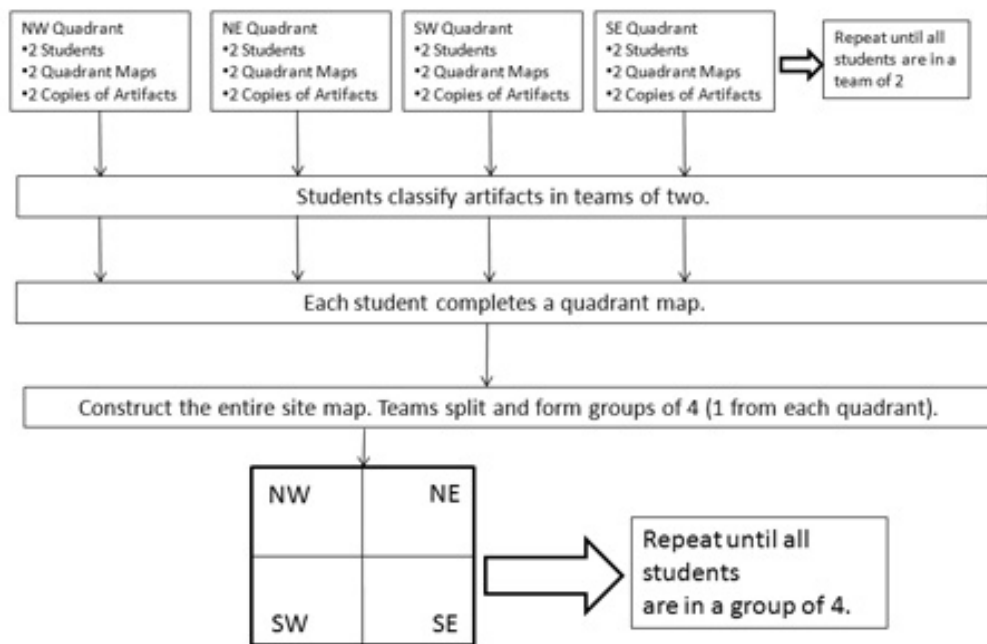 NW Quadrant
•2 Students
•2 Quadrant Maps
•2 Copies of Artifacts
NE Quadrant
•2 Students
•2 Quadrant Maps
•2 Copies of Artifacts
SW Quadrant
•2 Students
•2 Quadrant Maps
•2 Copies of Artifacts
SE Quadrant
•2 Students
•2 Quadrant Maps
•2 Copies of Artifacts
Repeat until all
students are in a
team of 2
Students classify artifacts in teams of two.
Each student completes a quadrant map.
Construct the entire site map. Teams split and form groups of 4 (1 from each quadrant).
NW
NE
SW
SE
Repeat until all
students
are in a group of 4.